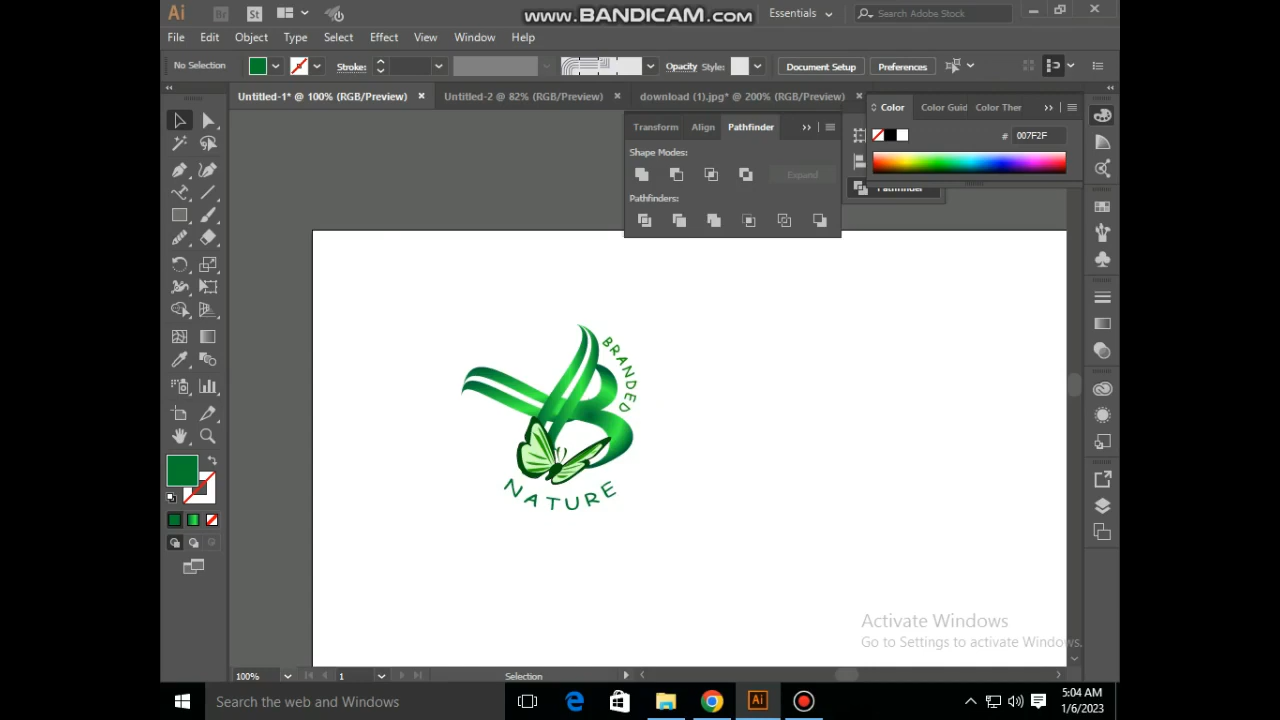 Ai
Br
St
www.BANDICAM.com
Essentials
Search Adobe Stock
File Edit Object Type Select Effect View Window Help
No Selection
Stroke:
Opacity
Style:
Document Setup
Preferences
Untitled-1* @ 100% (RGB/Preview)
Untitled-2 @ 82% (RGB/Preview)
download (1).jpg* @ 200% (RGB/Preview)
Color
Color Guid
Color Ther
Transform
Align
Pathfinder
# 007F2F
Shape Modes:
Expand
Pathfinder
Pathfinders:
BRANDED
NATURE
Activate Windows
Go to Settings to activate Windows.
100%
1
Selection
Search the web and Windows
Ai
5:04 AM
1/6/2023